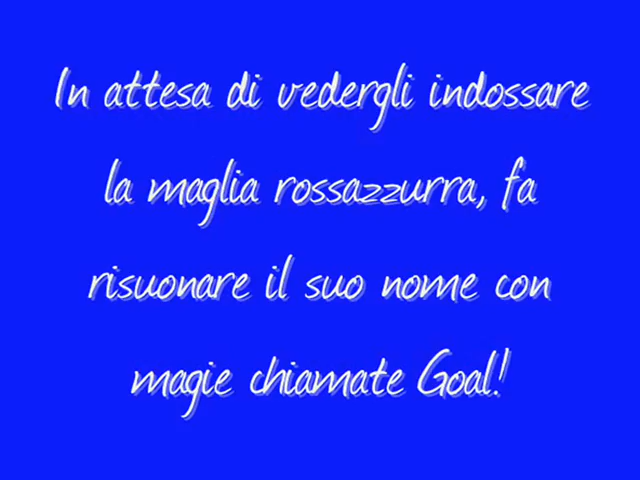 In attesa di vedergli indossare
la maglia rossazzurra, fa
risuonare il suo nome con
magie chiamate Goal!